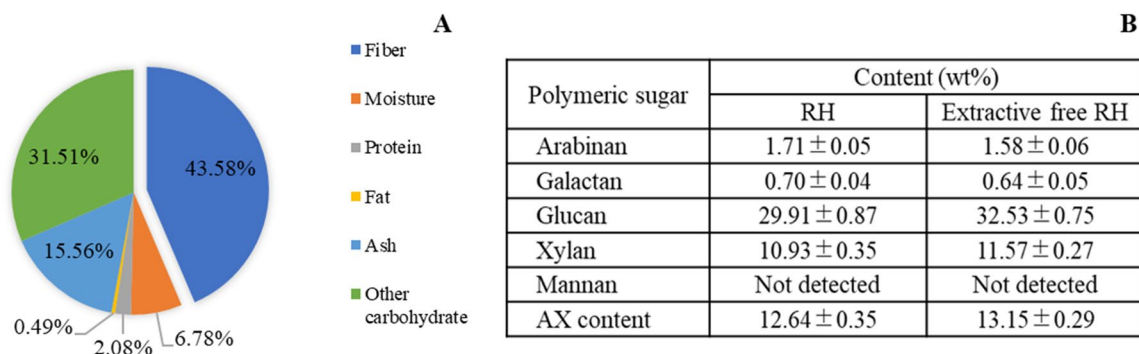 A
Fiber
Moisture
Protein
Fat
Ash
Other
carbohydrate
43.58%
31.51%
15.56%
0.49%
2.08%
6.78%
B
Polymeric sugar
Content (wt%)
RH
Extractive free RH
Arabinan 1.71±0.05 1.58±0.06
Galactan 0.70±0.04 0.64±0.05
Glucan 29.91±0.87 32.53±0.75
Xylan 10.93±0.35 11.57±0.27
Mannan Not detected Not detected
AX content 12.64±0.35 13.15±0.29